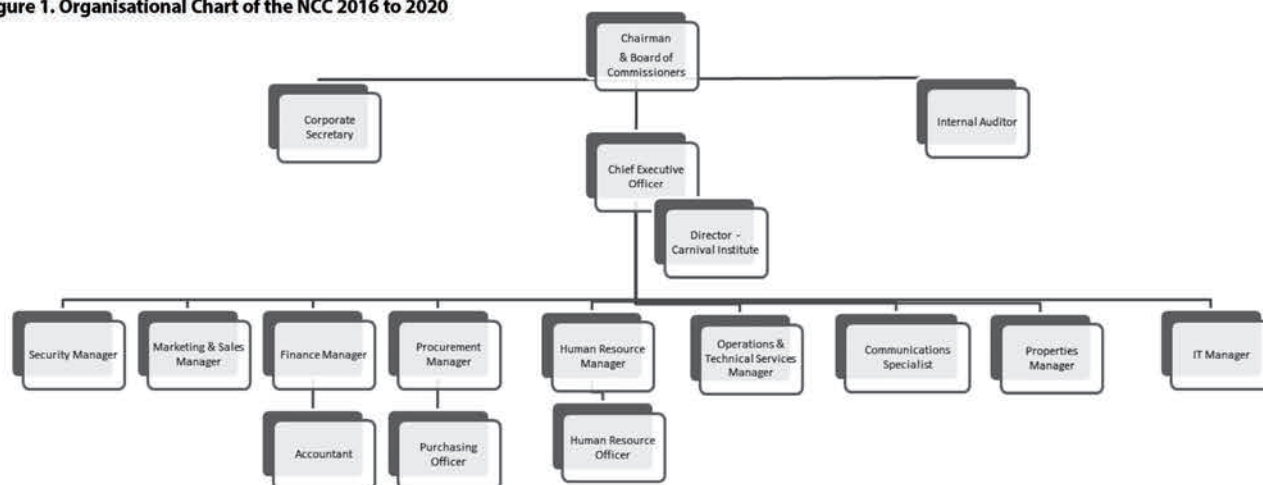 gure 1. Organisational Chart of the NCC 2016 to 2020
Chairman
& Board of
Commissioners
Corporate
Secretary
Internal Auditor
Chief Executive
Officer
Director -
Carnival Institute
Security Manager
Marketing & Sales
Manager
Finance Manager
Procurement
Manager
Human Resource
Manager
Operations &
Technical Services
Manager
Communications
Specialist
Properties
Manager
IT Manager
Accountant
Purchasing
Officer
Human Resource
Officer